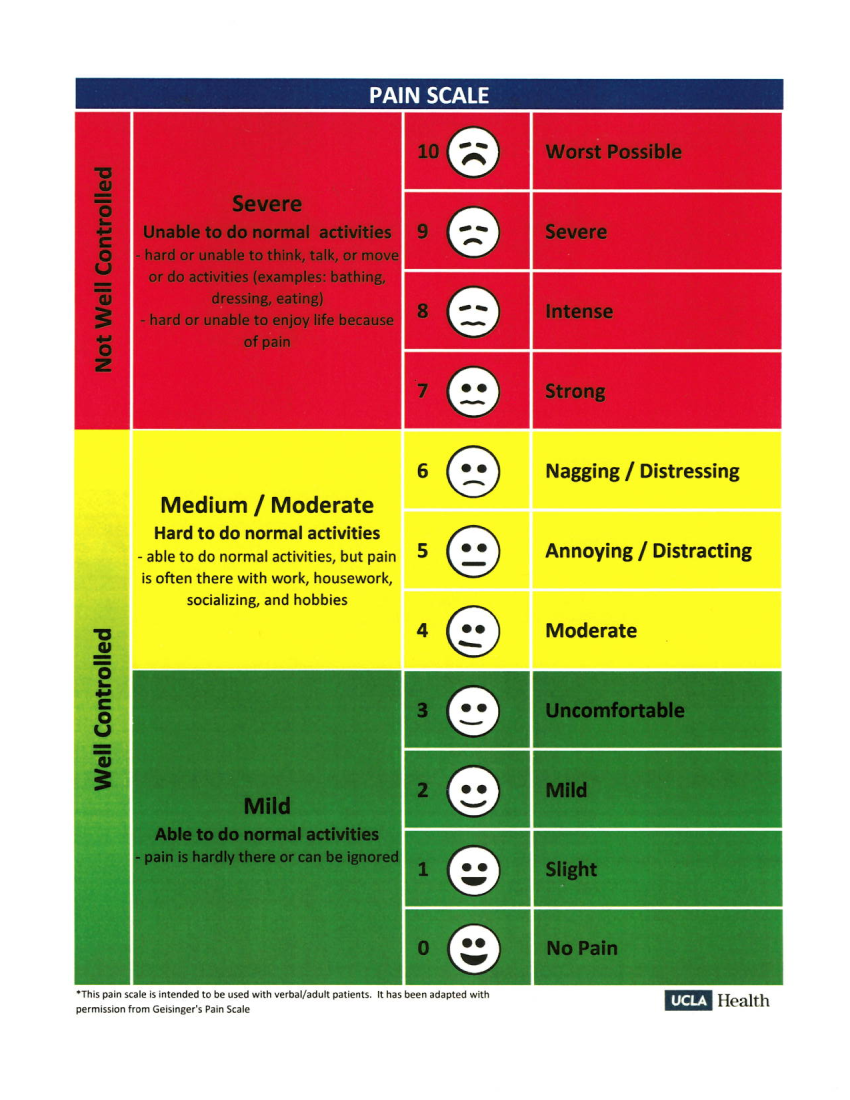 PAIN SCALE
Not Well Controlled
Severe
Unable to do normal activities
- hard or unable to think, talk, or move
or do activities (examples: bathing,
dressing, eating)
- hard or unable to enjoy life because
of pain
10 Worst Possible
9 Severe
8 Intense
7 Strong
Well Controlled
Medium / Moderate
Hard to do normal activities
- able to do normal activities, but pain
is often there with work, housework,
socializing, and hobbies
6 Nagging / Distressing
5 Annoying / Distracting
4 Moderate
Mild
Able to do normal activities
- pain is hardly there or can be ignored
3 Uncomfortable
2 Mild
1 Slight
0 No Pain
*This pain scale is intended to be used with verbal/adult patients. It has been adapted with
permission from Geisinger's Pain Scale
UCLA Health